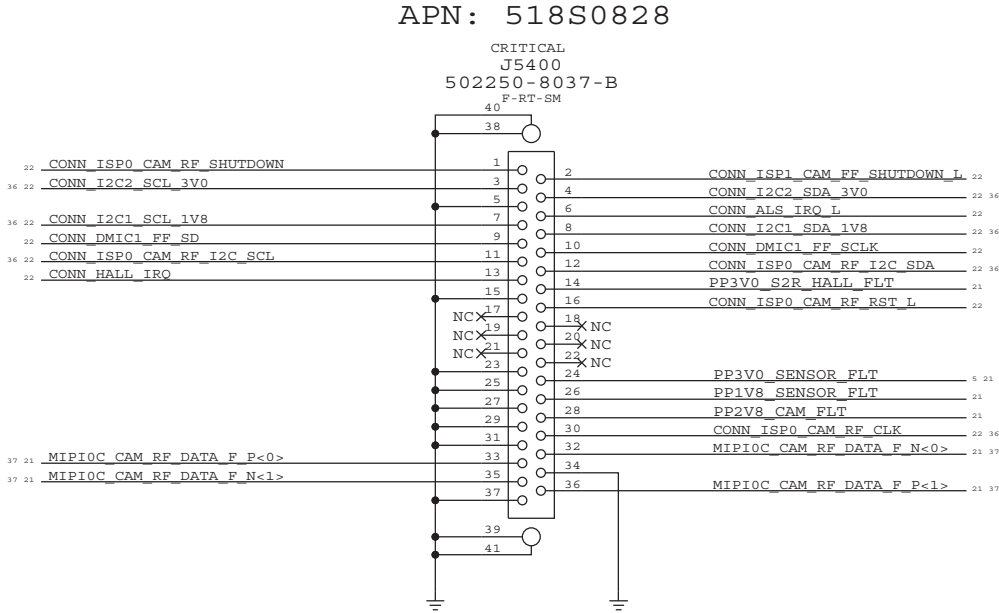 APN: 518S0828
CRITICAL
J5400
502250-8037-B
F-RT-SM
40
38
22 CONN_ISP0_CAM_RF_SHUTDOWN 1
2 CONN_ISP1_CAM_FF_SHUTDOWN_L 22
36 22 CONN_I2C2_SCL_3V0 3
4 CONN_I2C2_SDA_3V0 22 36
5
6 CONN_ALS_IRQ_L 22
36 22 CONN_I2C1_SCL_1V8 7
8 CONN_I2C1_SDA_1V8 22 36
22 CONN_DMIC1_FF_SD 9
10 CONN_DMIC1_FF_SCLK 22
36 22 CONN_ISP0_CAM_RF_I2C_SCL 11
12 CONN_ISP0_CAM_RF_I2C_SDA 22 36
22 CONN_HALL_IRQ 13
14 PP3V0_S2R_HALL_FLT 21
15
16 CONN_ISP0_CAM_RF_RST_L 22
NC 17
18 NC
NC 19
20 NC
NC 21
22 NC
23
24 PP3V0_SENSOR_FLT 5 21
25
26 PP1V8_SENSOR_FLT 21
27
28 PP2V8_CAM_FLT 21
29
30 CONN_ISP0_CAM_RF_CLK 22 36
31
32 MIPI0C_CAM_RF_DATA_F_N<0> 21 37
37 21 MIPI0C_CAM_RF_DATA_F_P<0> 33
34
37 21 MIPI0C_CAM_RF_DATA_F_N<1> 35
36 MIPI0C_CAM_RF_DATA_F_P<1> 21 37
37
39
41